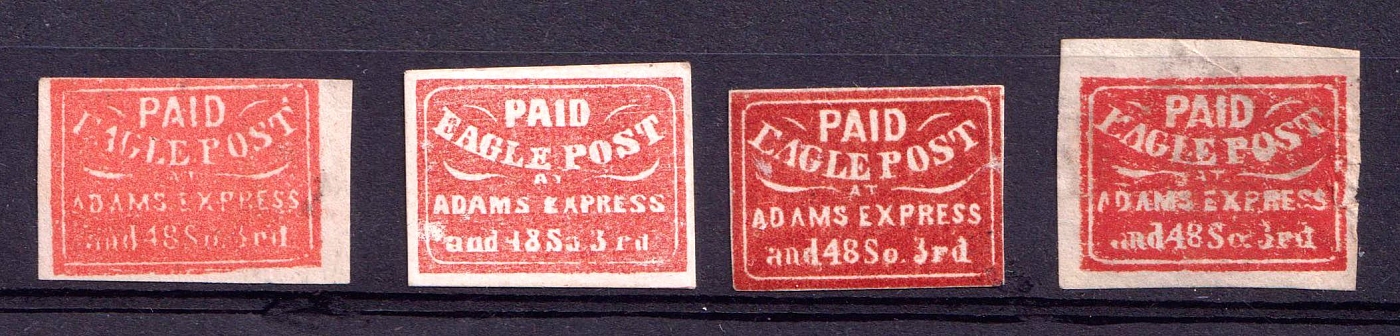 PAID
EAGLE POST
AT
ADAMS EXPRESS
and 48 So. 3rd
PAID
EAGLE POST
AT
ADAMS EXPRESS
and 48 So. 3rd
PAID
EAGLE POST
AT
ADAMS EXPRESS
and 48 So. 3rd
PAID
EAGLE POST
AT
ADAMS EXPRESS
and 48 So. 3rd